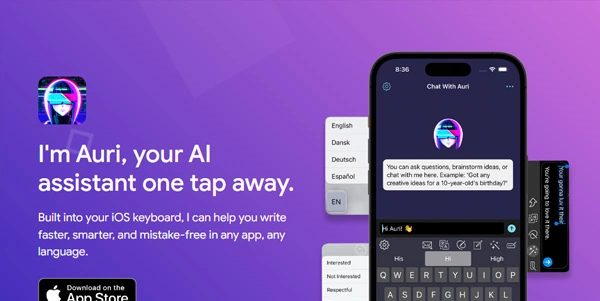 I'm Auri, your AI
assistant one tap away.
Built into your iOS keyboard, I can help you write
faster, smarter, and mistake-free in any app, any
language.
Download on the
App Store
English
Dansk
Deutsch
Español
EN
Interested
Not Interested
Respectful
8:36
Chat With Auri
You can ask questions, brainstorm ideas, or
chat with me here. Example: "Got any
creative ideas for a 10-year-old's birthday?"
Hi Auri! 👋
His
Hi
High
Q W E R T Y U I O P
A S D F G H J K L
Your gonna luv it their
You're going to love it there.